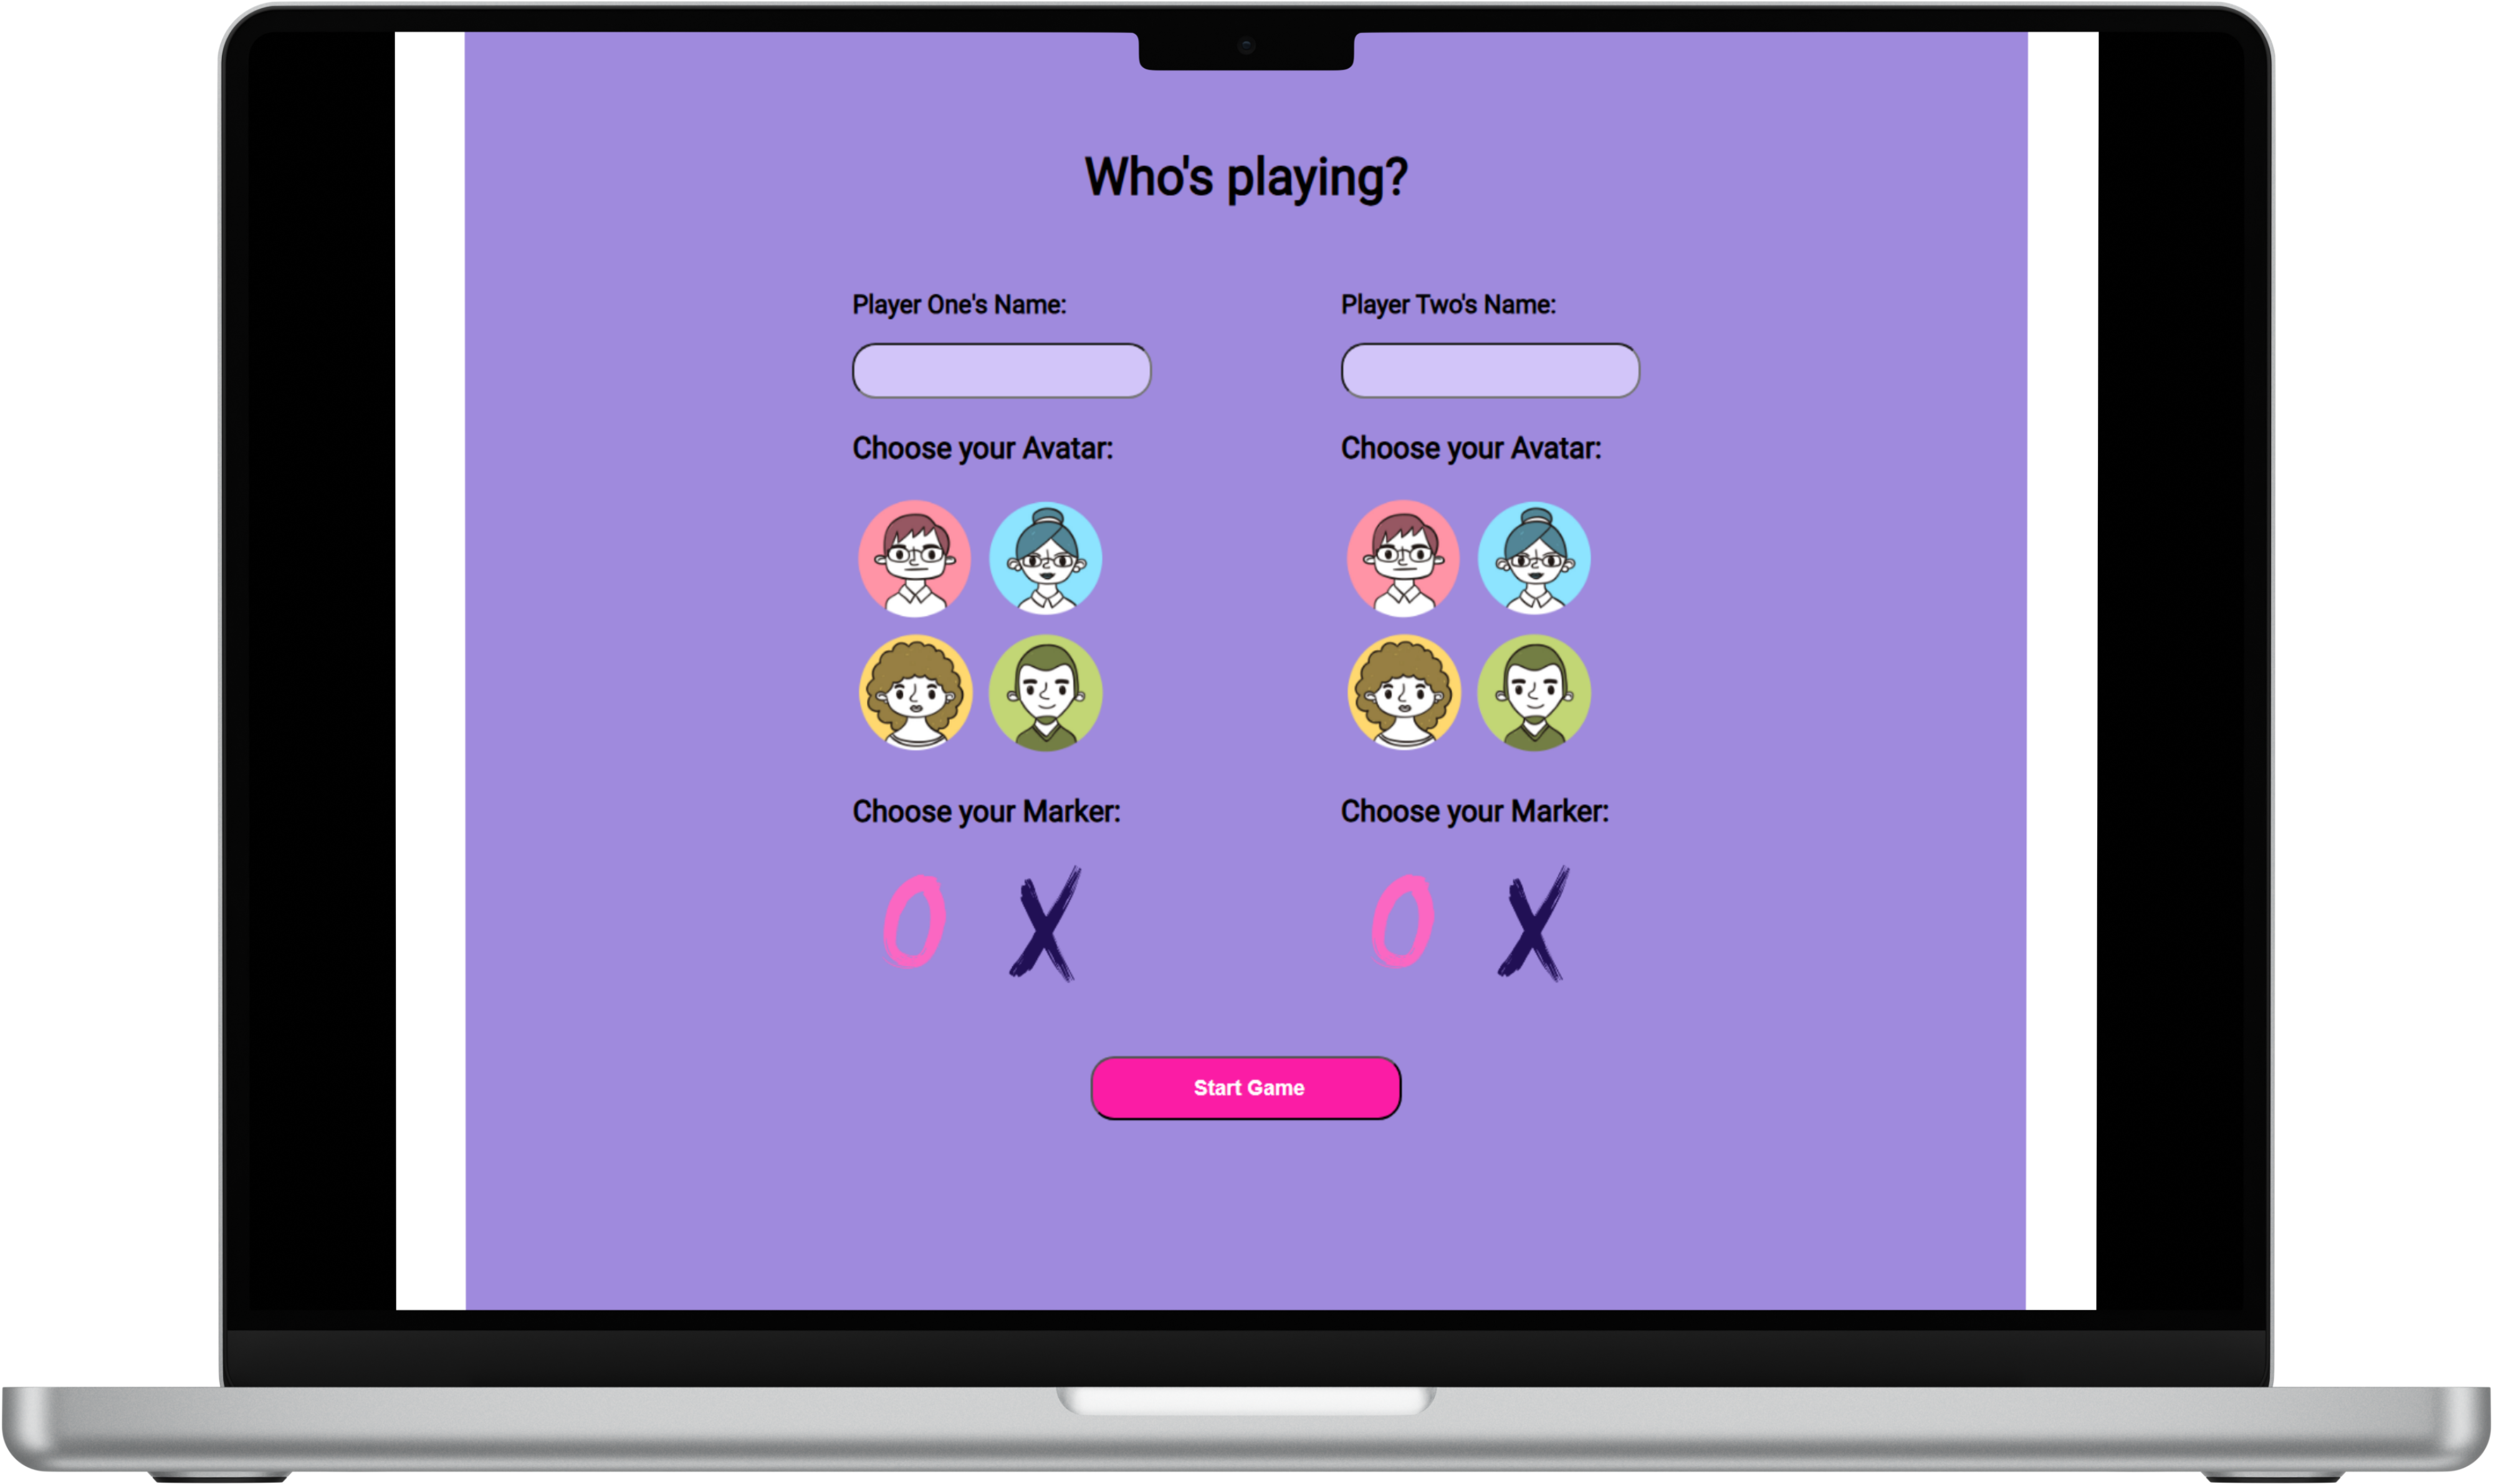 Who's playing?
Player One's Name:
Choose your Avatar:
Choose your Marker:
O X
Player Two's Name:
Choose your Avatar:
Choose your Marker:
O X
Start Game